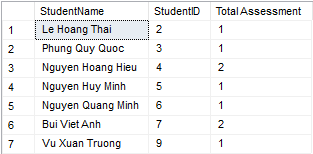 StudentName StudentID Total Assessment
1 Le Hoang Thai 2 1
2 Phung Quy Quoc 3 1
3 Nguyen Hoang Hieu 4 2
4 Nguyen Huy Minh 5 1
5 Nguyen Quang Minh 6 1
6 Bui Viet Anh 7 2
7 Vu Xuan Truong 9 1